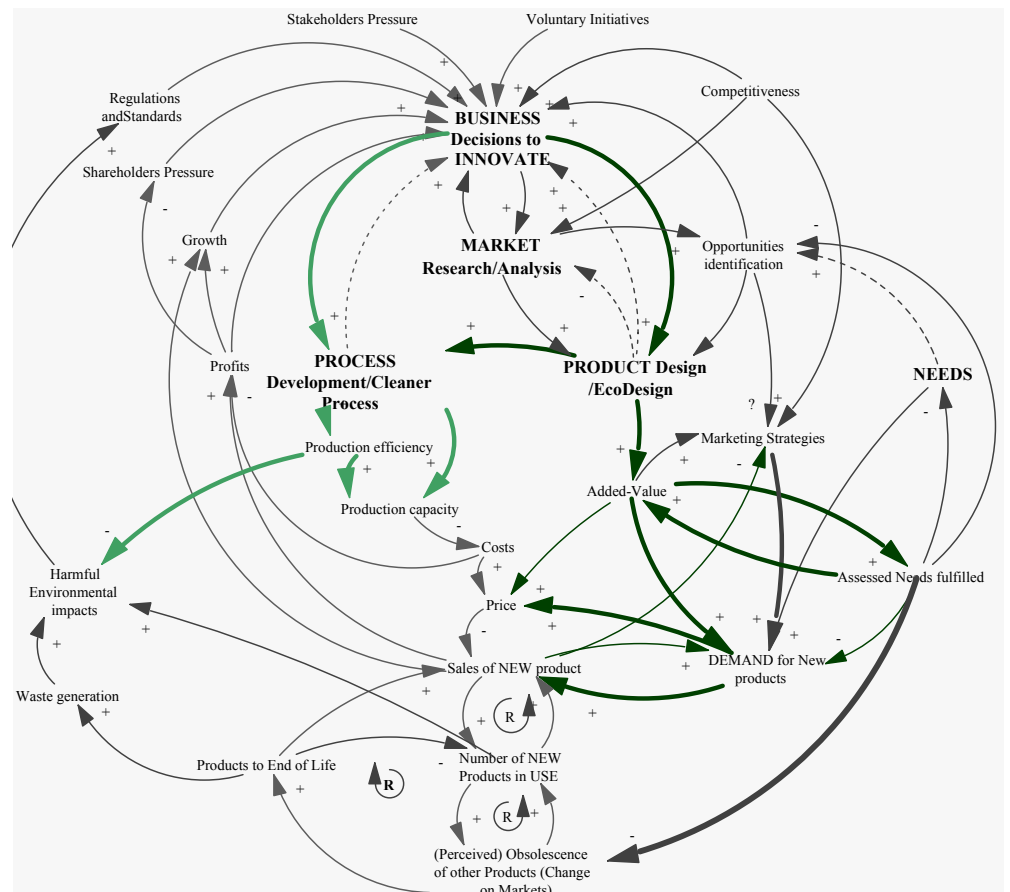 Stakeholders Pressure
Voluntary Initiatives
Competitiveness
Regulations
andStandards
BUSINESS
Decisions to
INNOVATE
Shareholders Pressure
Growth
MARKET
Research/Analysis
Opportunities
identification
Profits
PROCESS
Development/Cleaner
Process
PRODUCT Design
/EcoDesign
NEEDS
?
Marketing Strategies
Production efficiency
Added-Value
Production capacity
Costs
Harmful
Environmental
impacts
Assessed Needs fulfilled
Price
Sales of NEW product
DEMAND for New
products
Waste generation
R
Products to End of Life
Number of NEW
Products in USE
R
R
(Perceived) Obsolescence
of other Products (Change
on Markets)